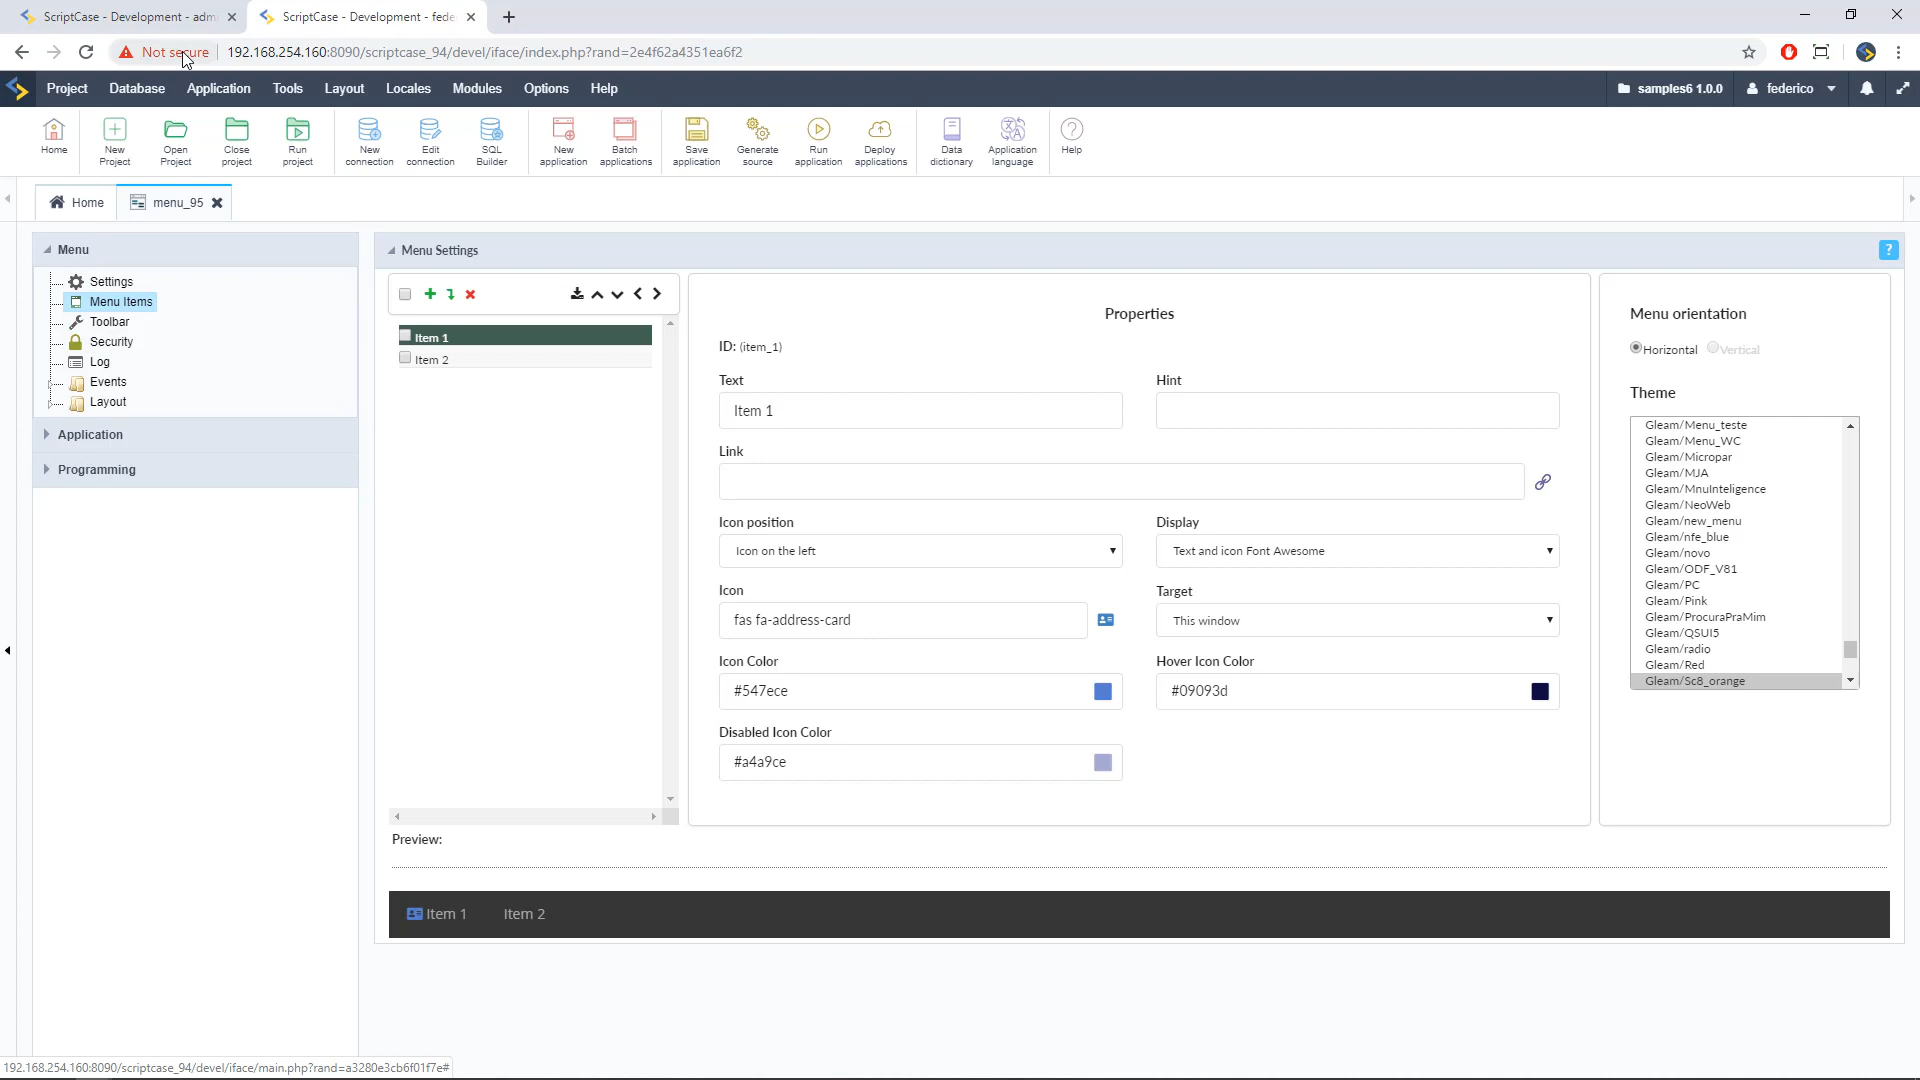 ScriptCase - Development - adm
ScriptCase - Development - fede
Not secure
192.168.254.160:8090/scriptcase_94/devel/iface/index.php?rand=2e4f62a4351ea6f2
Project Database Application Tools Layout Locales Modules Options Help
samples6 1.0.0
federico
Home
New Project
Open Project
Close project
Run project
New connection
Edit connection
SQL Builder
New application
Batch applications
Save application
Generate source
Run application
Deploy applications
Data dictionary
Application language
Help
Home
menu_95
Menu
Settings
Menu Items
Toolbar
Security
Log
Events
Layout
Application
Programming
Menu Settings
?
Item 1
Item 2
Properties
ID: (item_1)
Text
Item 1
Hint
Link
Icon position
Icon on the left
Display
Text and icon Font Awesome
Icon
fas fa-address-card
Target
This window
Icon Color
#547ece
Hover Icon Color
#09093d
Disabled Icon Color
#a4a9ce
Menu orientation
Horizontal
Vertical
Theme
Gleam/Menu_teste
Gleam/Menu_WC
Gleam/Micropar
Gleam/MJA
Gleam/MnuInteligence
Gleam/NeoWeb
Gleam/new_menu
Gleam/nfe_blue
Gleam/novo
Gleam/ODF_V81
Gleam/PC
Gleam/Pink
Gleam/ProcuraPraMim
Gleam/QSUI5
Gleam/radio
Gleam/Red
Gleam/Sc8_orange
Preview:
Item 1
Item 2
192.168.254.160:8090/scriptcase_94/devel/iface/main.php?rand=a3280e3cb6f01f7e#